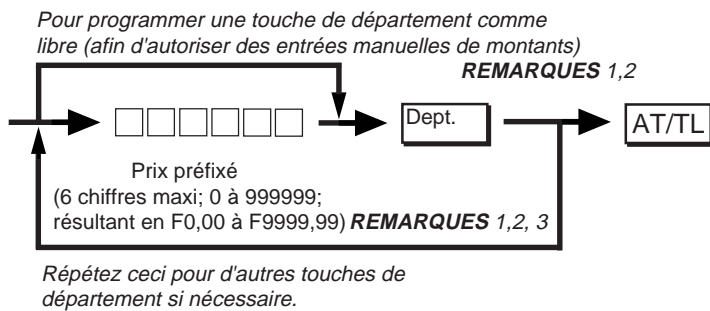 Pour programmer une touche de département comme
libre (afin d'autoriser des entrées manuelles de montants)
REMARQUES 1,2
Dept.
AT/TL
Prix préfixé
(6 chiffres maxi; 0 à 999999;
résultant en F0,00 à F9999,99) REMARQUES 1,2, 3
Répétez ceci pour d'autres touches de
département si nécessaire.